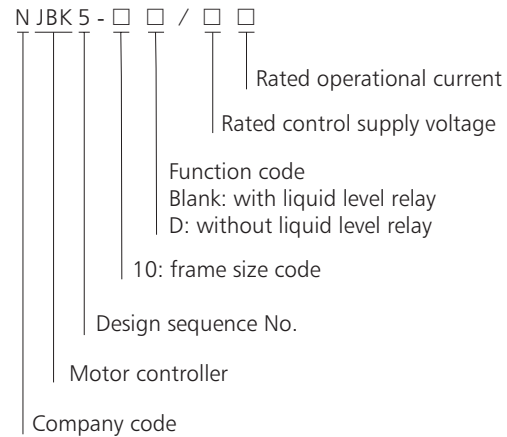 N JBK 5 - □ □ / □ □
Rated operational current
Rated control supply voltage
Function code
Blank: with liquid level relay
D: without liquid level relay
10: frame size code
Design sequence No.
Motor controller
Company code